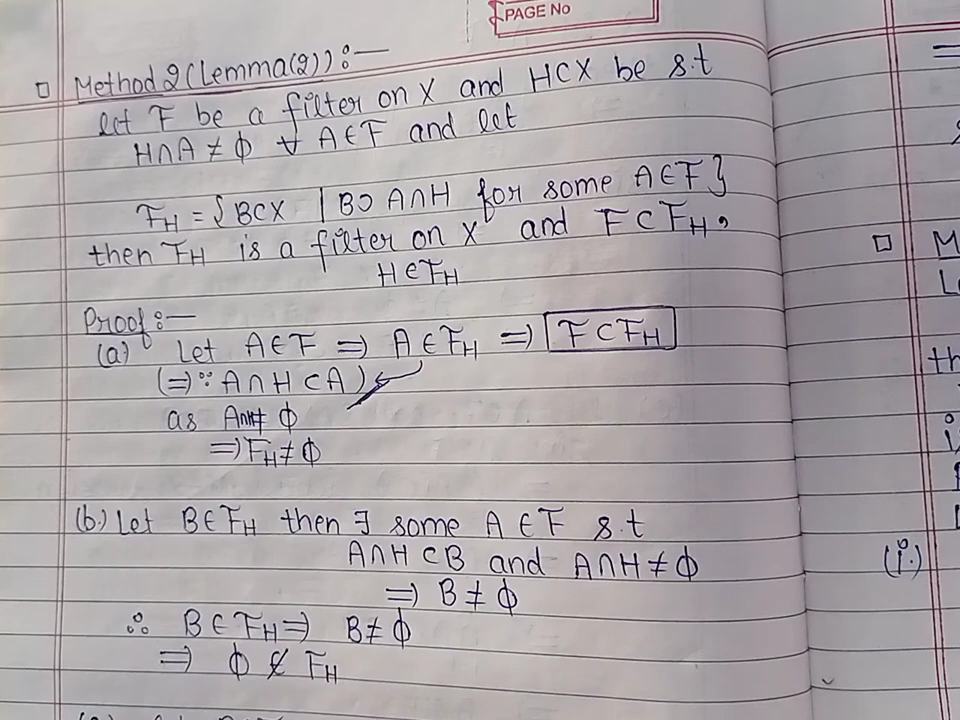 PAGE No
□ Method 2 (Lemma(2)):—
let F be a filter on X and H⊂X be s.t
H∩A ≠ ϕ ∀ A∈F and let
F_H = {B⊂X | B⊃A∩H for some A∈F}
then F_H is a filter on X and F⊂F_H,
H∈F_H
Proof:—
(a) Let A∈F ⇒ A∈F_H ⇒ F⊂F_H
(⇒ ∵ A∩H⊂A)
as A∩H≠ ϕ
⇒ F_H ≠ ϕ
(b.) Let B∈F_H then ∃ some A∈F s.t
A∩H⊂B and A∩H≠ϕ
⇒ B≠ϕ
∴ B∈F_H ⇒ B≠ϕ
⇒ ϕ ∉ F_H
□ M
th
(i.)